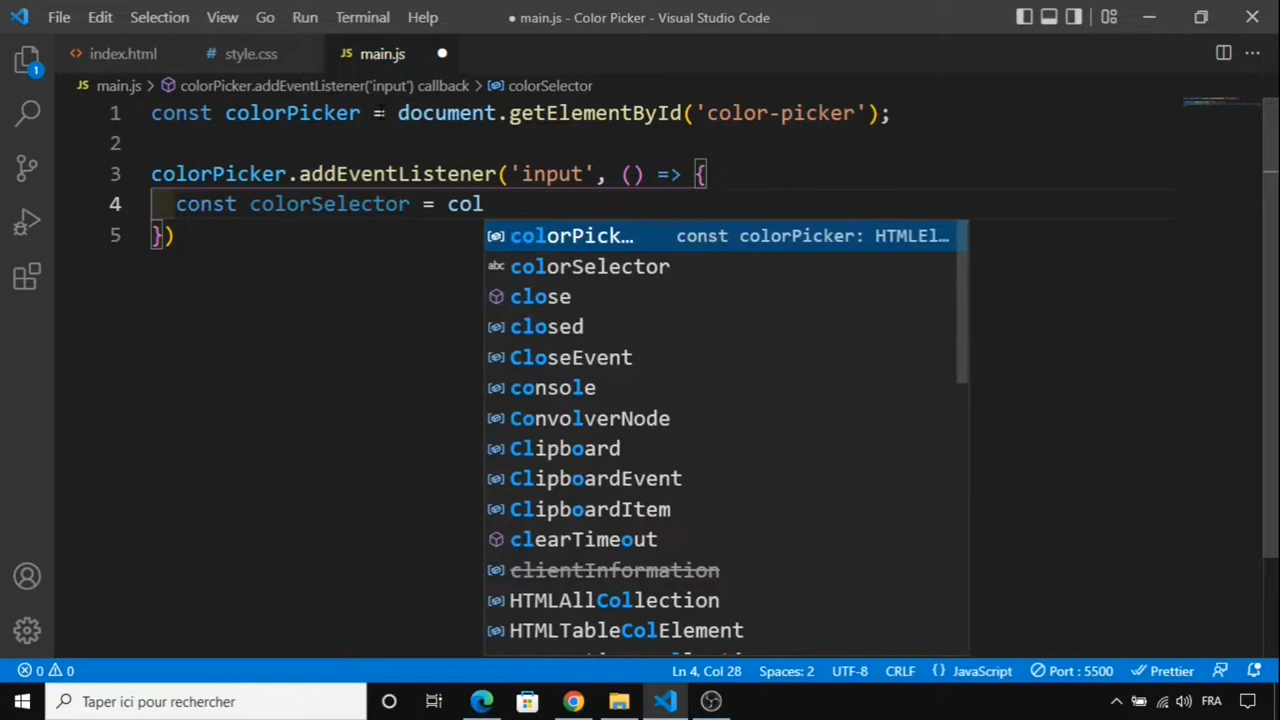 File Edit Selection View Go Run Terminal Help ● main.js - Color Picker - Visual Studio Code
1 <> index.html # style.css JS main.js ●
JS main.js > colorPicker.addEventListener('input') callback > colorSelector
1 const colorPicker = document.getElementById('color-picker');
2
3 colorPicker.addEventListener('input', () => {
4 const colorSelector = col
5 })
colorPick… const colorPicker: HTMLEl…
abc colorSelector
close
closed
CloseEvent
console
ConvolverNode
Clipboard
ClipboardEvent
ClipboardItem
clearTimeout
clientInformation
HTMLAllCollection
HTMLTableColElement
0 0 Ln 4, Col 28 Spaces: 2 UTF-8 CRLF {} JavaScript Port : 5500 Prettier
Taper ici pour rechercher FRA